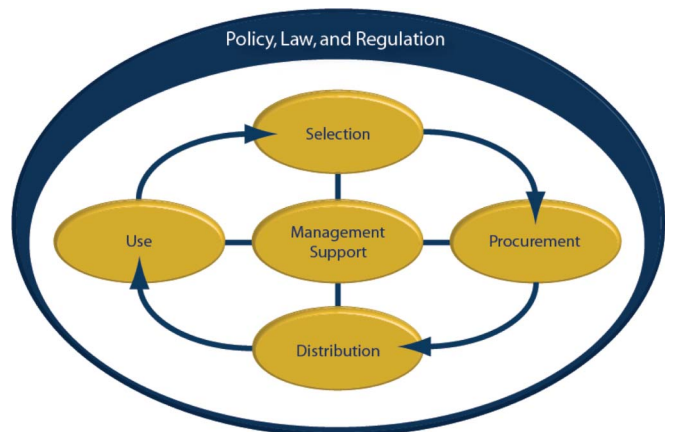 Policy, Law, and Regulation
Selection
Use
Management
Support
Procurement
Distribution